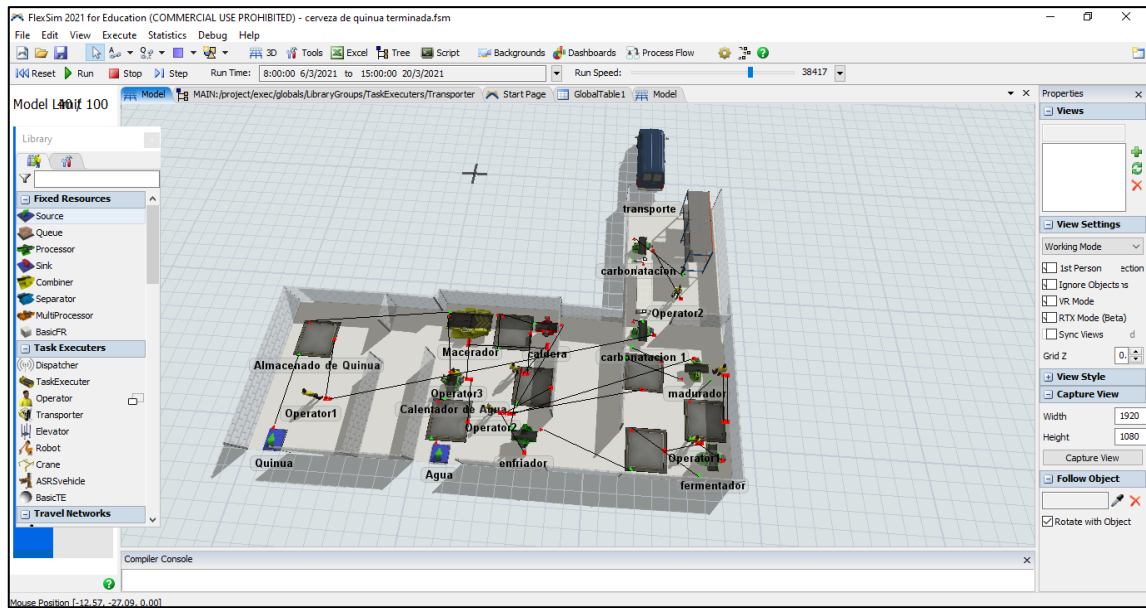 FlexSim 2021 for Education (COMMERCIAL USE PROHIBITED) - cerveza de quinua terminada.fsm
File Edit View Execute Statistics Debug Help
3D Tools Excel Tree Script Backgrounds Dashboards Process Flow
Reset Run Stop Step Run Time: 8:00:00 6/3/2021 to 15:00:00 20/3/2021 Run Speed: 38417
Model MAIN:/project/exec/globals/LibraryGroups/TaskExecuters/Transporter Start Page GlobalTable1 Model
Properties
Model / 100
Library
Fixed Resources
Source
Queue
Processor
Sink
Combiner
Separator
MultiProcessor
BasicFR
Task Executers
Dispatcher
TaskExecuter
Operator
Transporter
Elevator
Robot
Crane
ASRSvehicle
BasicTE
Travel Networks
transporte
carbonatacion 2
Operator2
carbonatacion 1
Macerador
caldera
Almacenado de Quinua
madurador
Operator3
Operator1
Calentador de Agua
Operator2
Quinua
Agua
enfriador
Operator1
fermentador
Views
View Settings
Working Mode
1st Person ection
Ignore Objects
VR Mode
RTX Mode (Beta)
Sync Views d
Grid Z 0.
View Style
Capture View
Width 1920
Height 1080
Capture View
Follow Object
Rotate with Object
Compiler Console
Mouse Position [-12.57, -27.09, 0.00]